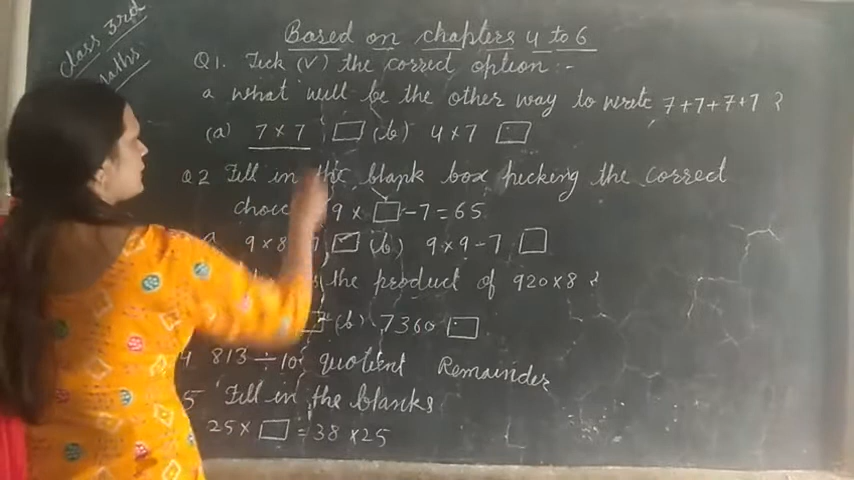 Class 3rd
Maths
Based on chapters 4 to 6
Q1. Tick (V) the correct option:-
a what will be the other way to write 7+7+7+7 ?
(a) 7 × 7 (b) 4 × 7
Q2 Fill in the blank box picking the correct
9 × -7 = 65
9 × 8 (b) 9 × 9 - 7
the product of 920 × 8 ?
(b) 7360
813 ÷ 10 quotient Remainder
5 Fill in the blanks
25 × = 38 × 25